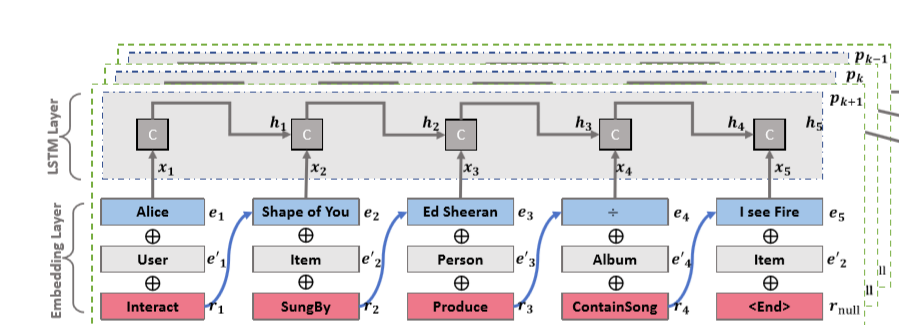 p_{k-1}
p_k
p_{k+1}
LSTM Layer
C h_1 C h_2 C h_3 C h_4 C h_5
x_1 x_2 x_3 x_4 x_5
Embedding Layer
Alice e_1 Shape of You e_2 Ed Sheeran e_3 ÷ e_4 I see Fire e_5
⊕ ⊕ ⊕ ⊕ ⊕
User e'_1 Item e'_2 Person e'_3 Album e'_4 Item e'_2
ll
⊕ ⊕ ⊕ ⊕ ⊕
ll
Interact r_1 SungBy r_2 Produce r_3 ContainSong r_4 <End> r_null